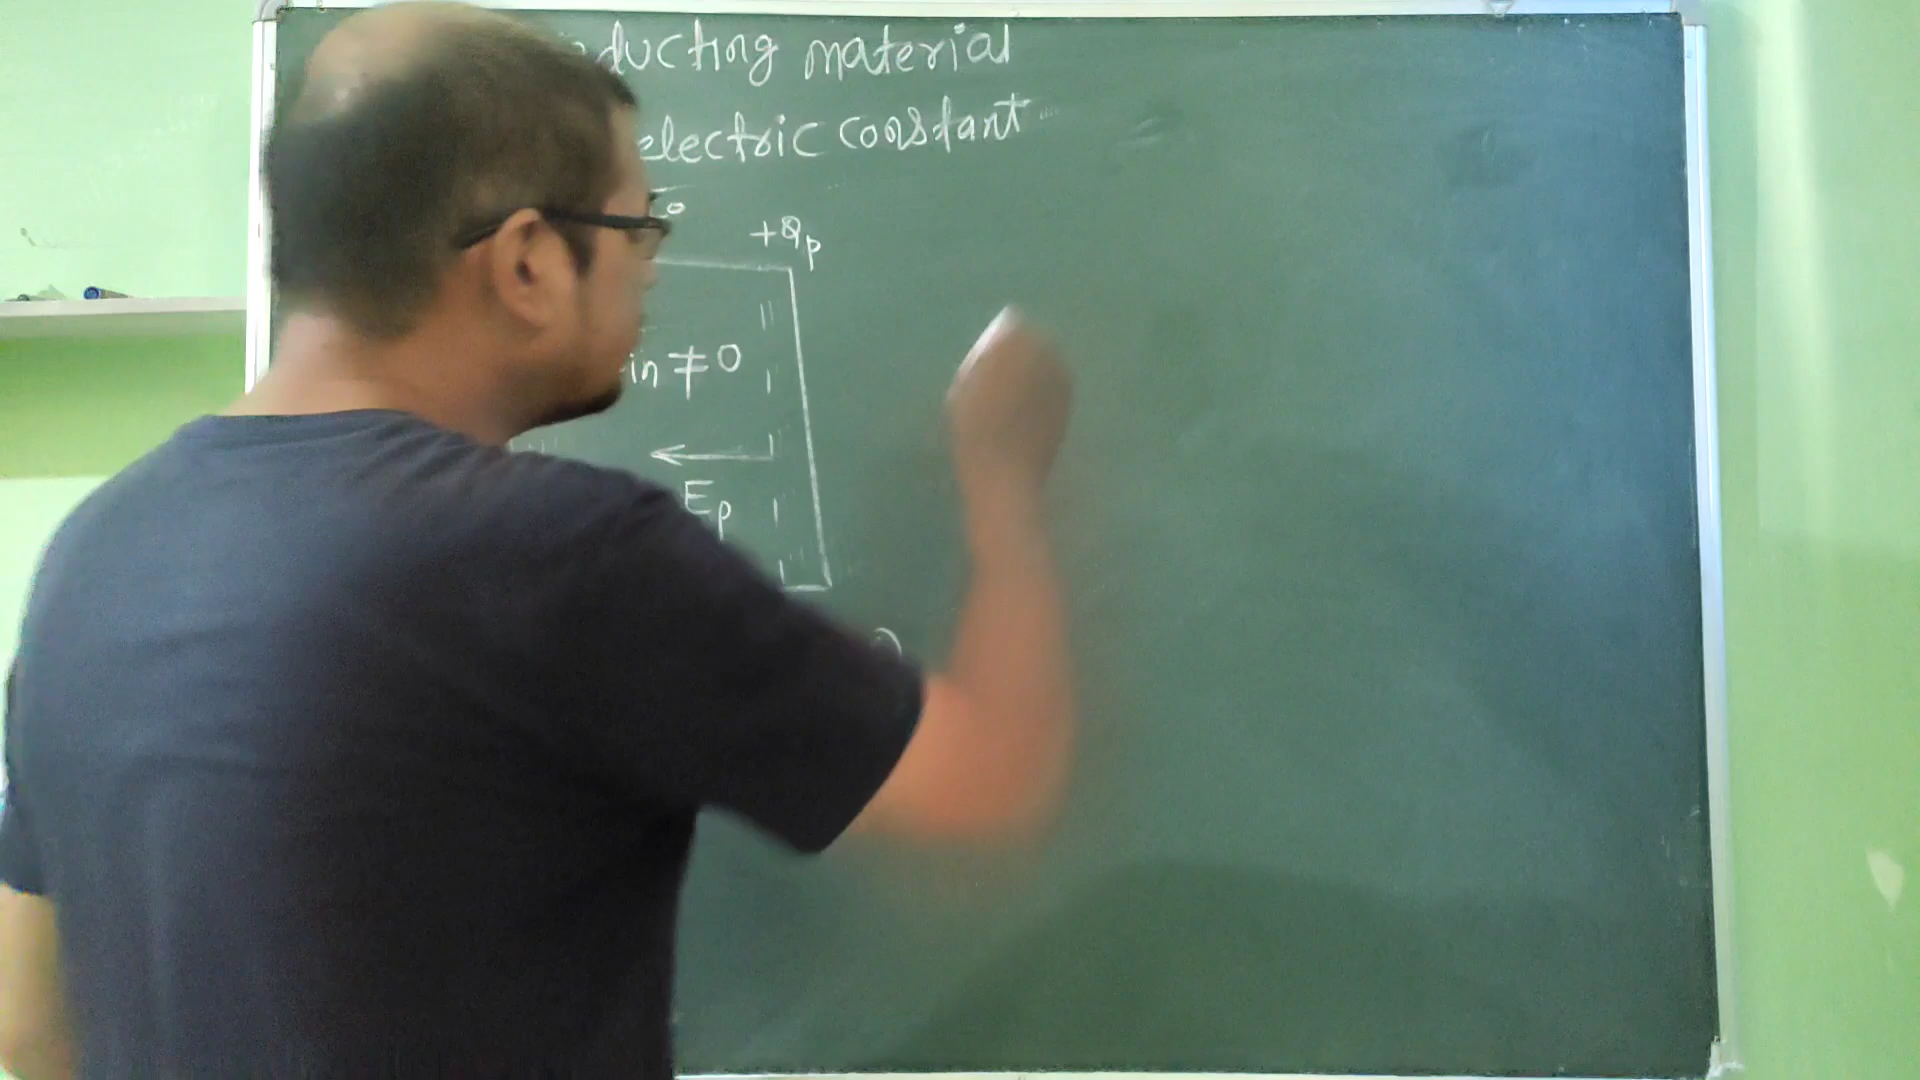 ducting material
electric constant
o
+Qp
in ≠ 0
Ep